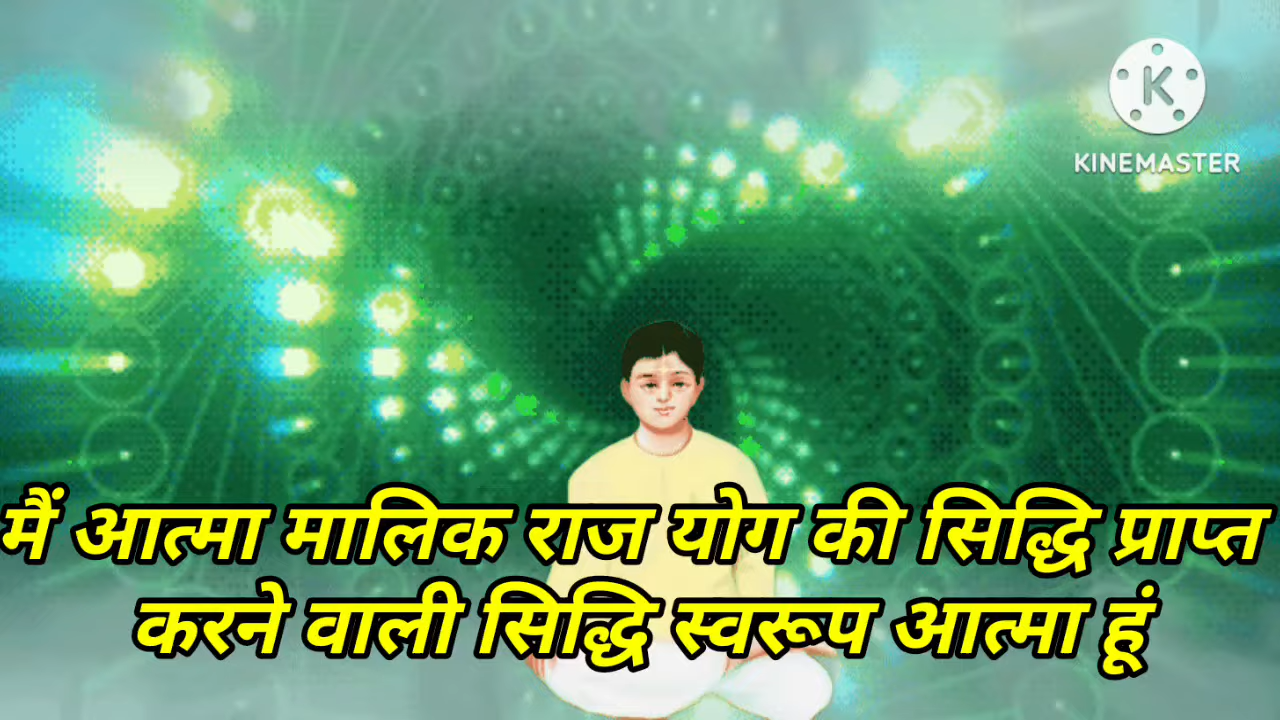 K
KINEMASTER
मैं आत्मा मालिक राज योग की सिद्धि प्राप्त
करने वाली सिद्धि स्वरूप आत्मा हूं